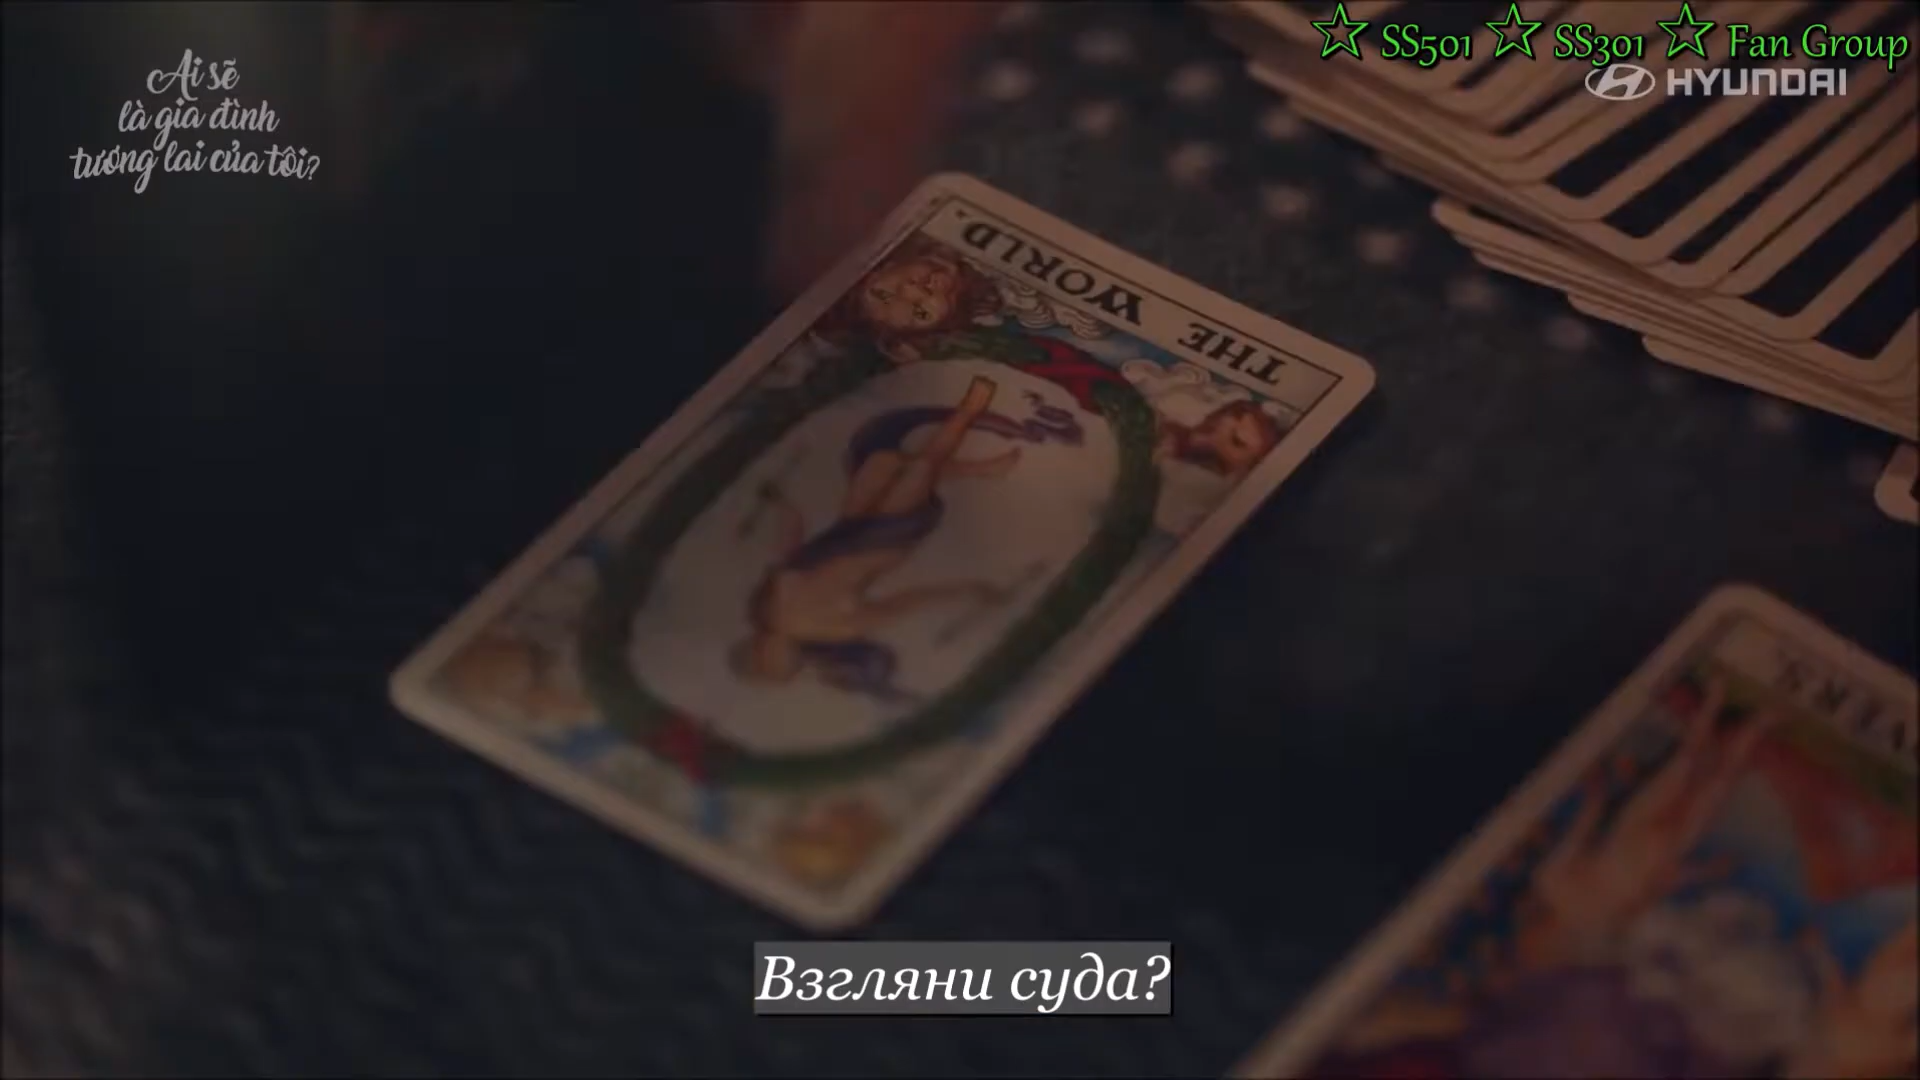 ☆ SS501 ☆ SS301 ☆ Fan Group
HYUNDAI
Ai sẽ
là gia đình
tương lai của tôi?
THE WORLD.
Взгляни суда?